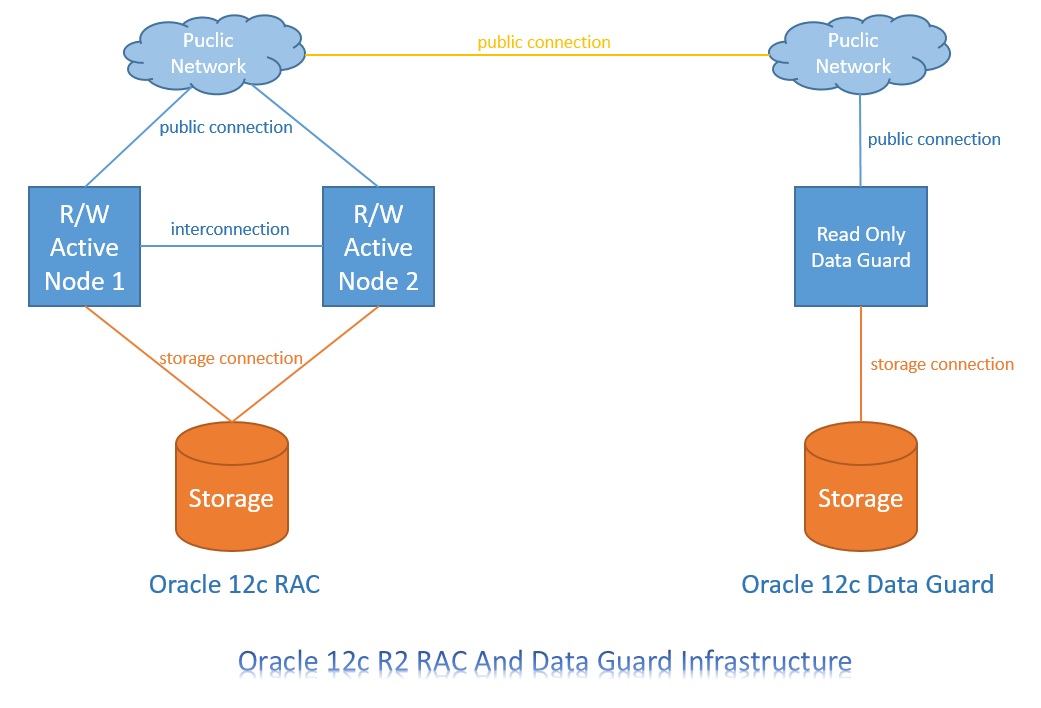 Puclic
Network
public connection
Puclic
Network
public connection
public connection
R/W
Active
Node 1
interconnection
R/W
Active
Node 2
Read Only
Data Guard
storage connection
storage connection
Storage
Storage
Oracle 12c RAC
Oracle 12c Data Guard
Oracle 12c R2 RAC And Data Guard Infrastructure